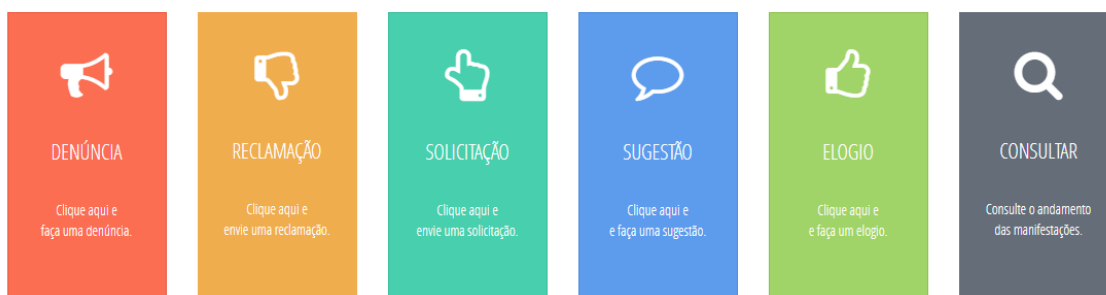 DENÚNCIA
Clique aqui e
faça uma denúncia.
RECLAMAÇÃO
Clique aqui e
envie uma reclamação.
SOLICITAÇÃO
Clique aqui e
envie uma solicitação.
SUGESTÃO
Clique aqui e
e faça uma sugestão.
ELOGIO
Clique aqui e
e faça um elogio.
CONSULTAR
Consulte o andamento
das manifestações.